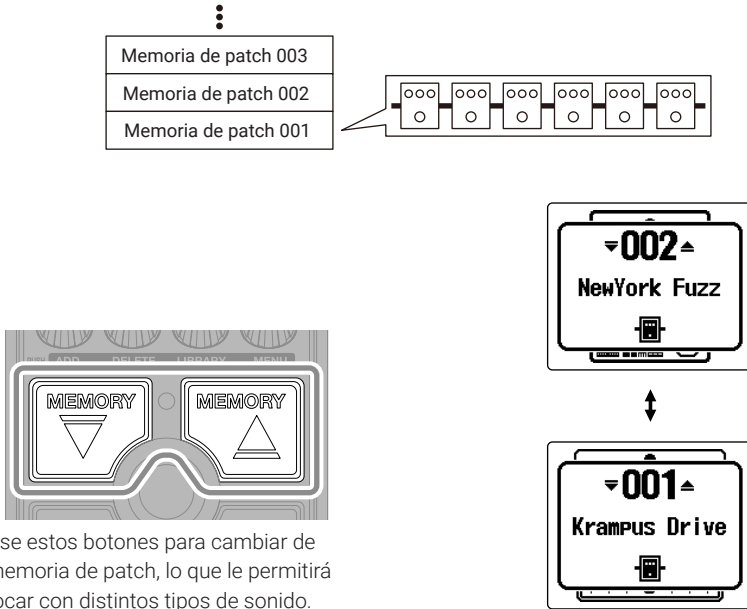 Memoria de patch 003
Memoria de patch 002
Memoria de patch 001
002
NewYork Fuzz
001
Krampus Drive
ADD DELETE LIBRARY MENU
MEMORY MEMORY
se estos botones para cambiar de
memoria de patch, lo que le permitirá
ocar con distintos tipos de sonido.